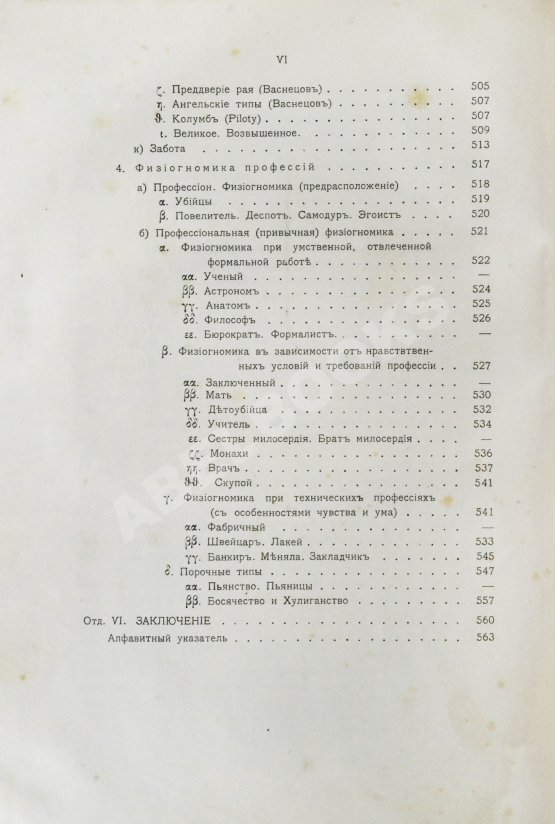 VI
ζ. Преддверіе рая (Васнецовъ) . . . . . . . . . . 505
η. Ангельскіе типы (Васнецовъ) . . . . . . . . . 507
ϑ. Колумбъ (Piloty) . . . . . . . . . . . . . . 507
ι. Великое. Возвышенное. . . . . . . . . . . . 509
к) Забота . . . . . . . . . . . . . . . . . . 513
4. Физіогномика профессій . . . . . . . . . . . 517
а) Професcіон. Физіогномика (предрасположеніе) . . . . 518
α. Убійцы . . . . . . . . . . . . . . . . . 519
β. Повелитель. Деспотъ. Самодуръ. Эгоистъ . . . . 520
б) Профессіональная (привычная) физіогномика . . . . 521
α. Физіогномика при умственной, отвлеченной
формальной работѣ . . . . . . . . . . . . 522
αα. Ученый . . . . . . . . . . . . . . . —
ββ. Астрономъ . . . . . . . . . . . . . . 524
γγ. Анатомъ . . . . . . . . . . . . . . . 525
δδ. Философъ . . . . . . . . . . . . . . 526
εε. Бюрократъ. Формалистъ. . . . . . . . . . —
β. Физіогномика въ зависимости отъ нравствтвен-
ныхъ условій и требованій профессіи . . 527
αα. Заключенный . . . . . . . . . . . . . —
ββ. Мать . . . . . . . . . . . . . . . . 530
γγ. Дѣтоубійца . . . . . . . . . . . . . . 532
δδ. Учитель . . . . . . . . . . . . . . . 534
εε. Сестры милосердія. Братъ милосердія . . . . —
ζζ. Монахи . . . . . . . . . . . . . . . 536
ηη. Врачъ . . . . . . . . . . . . . . . . 537
ϑϑ. Скупой . . . . . . . . . . . . . . . 541
γ. Физіогномика при техническихъ профессіяхъ
(съ особенностями чувства и ума) . . . . . 541
αα. Фабричный . . . . . . . . . . . . . —
ββ. Швейцаръ. Лакей . . . . . . . . . . . 533
γγ. Банкиръ. Мѣняла. Закладчикъ . . . . . . . 545
δ. Порочные типы . . . . . . . . . . . . . 547
αα. Пьянство. Пьяницы . . . . . . . . . . —
ββ. Босячество и Хулиганство . . . . . . . . 557
Отд. VI. ЗАКЛЮЧЕНІЕ . . . . . . . . . . . . . . . 560
Алфавитный указатель . . . . . . . . . . . . . . 563